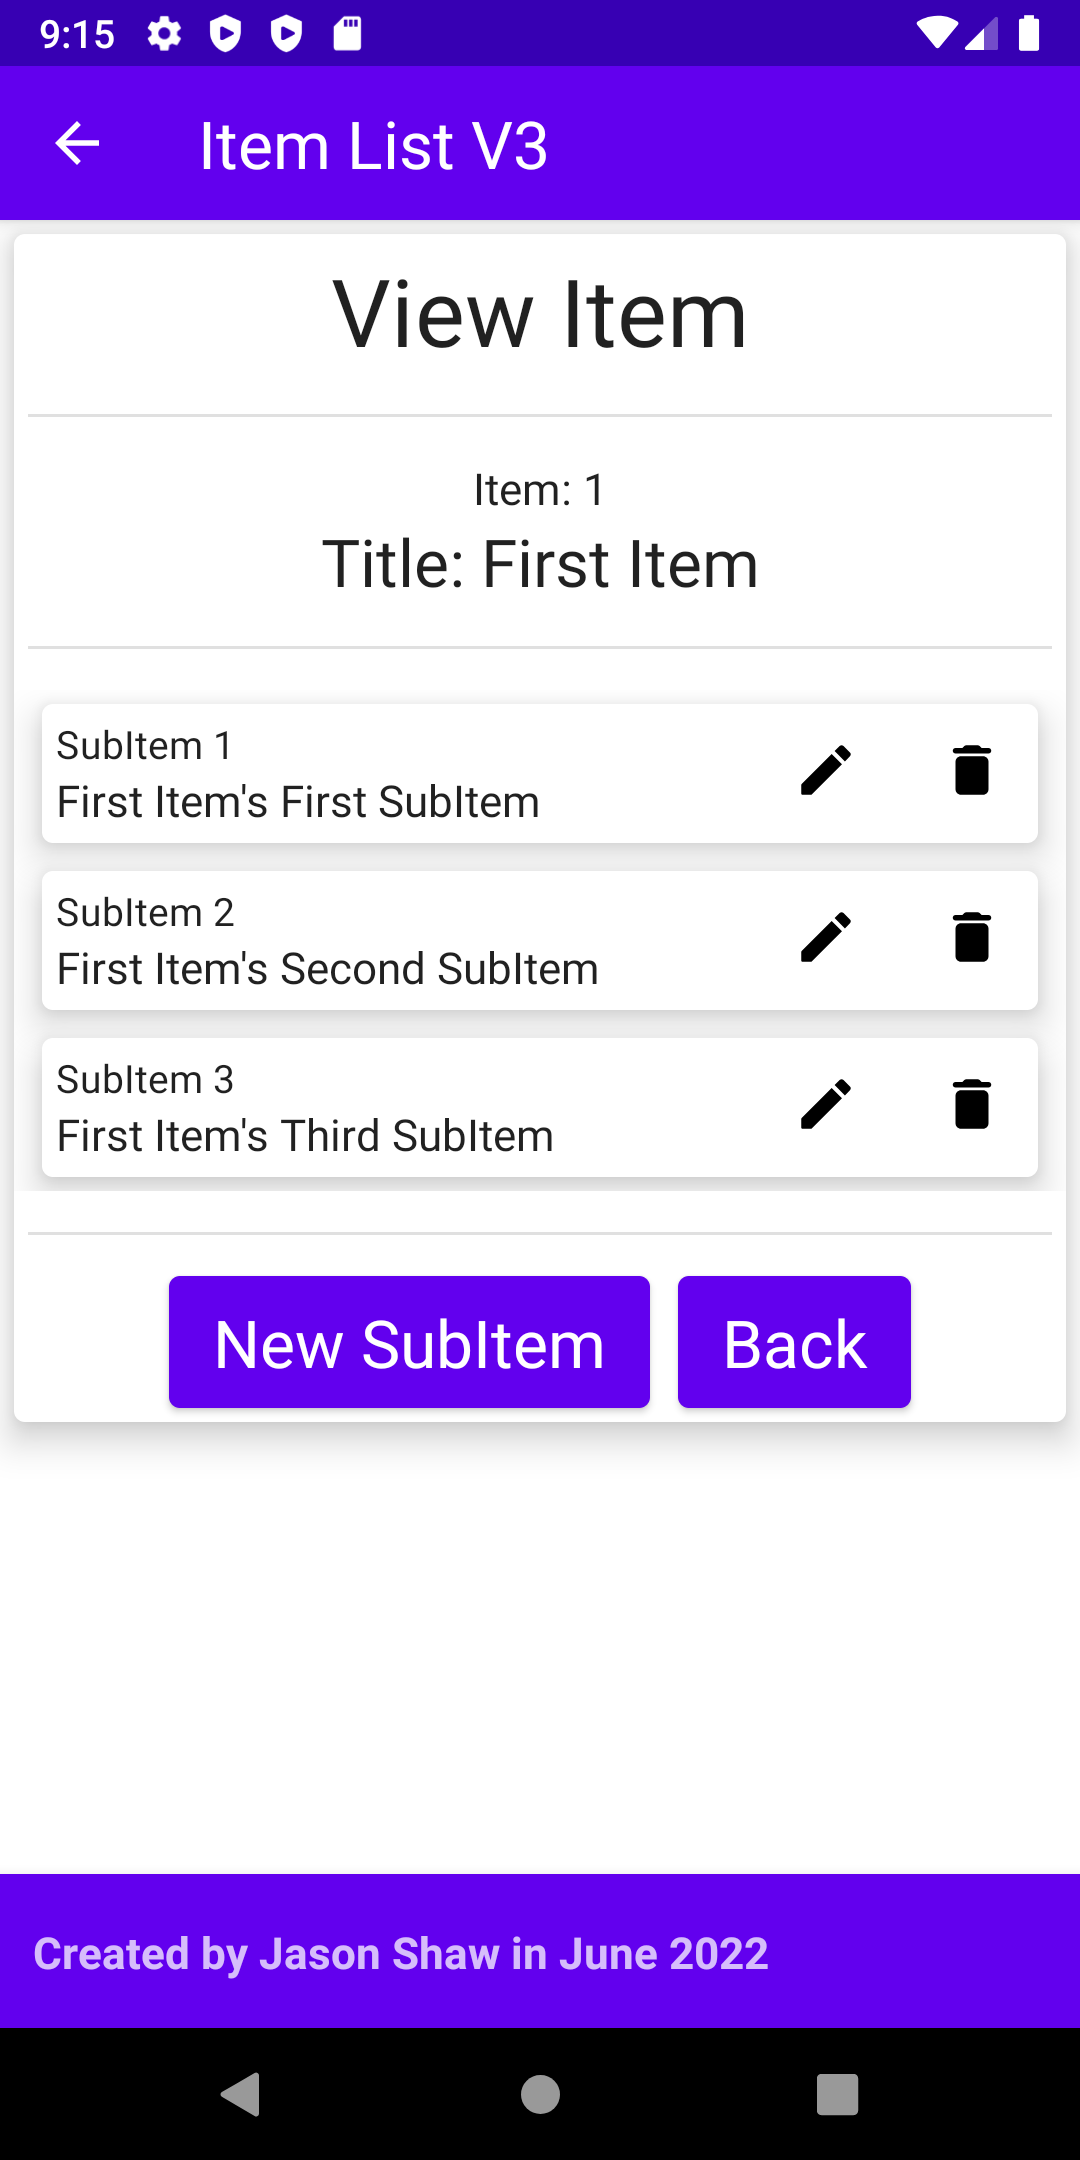 9:15
Item List V3
View Item
Item: 1
Title: First Item
SubItem 1
First Item's First SubItem
SubItem 2
First Item's Second SubItem
SubItem 3
First Item's Third SubItem
New SubItem
Back
Created by Jason Shaw in June 2022